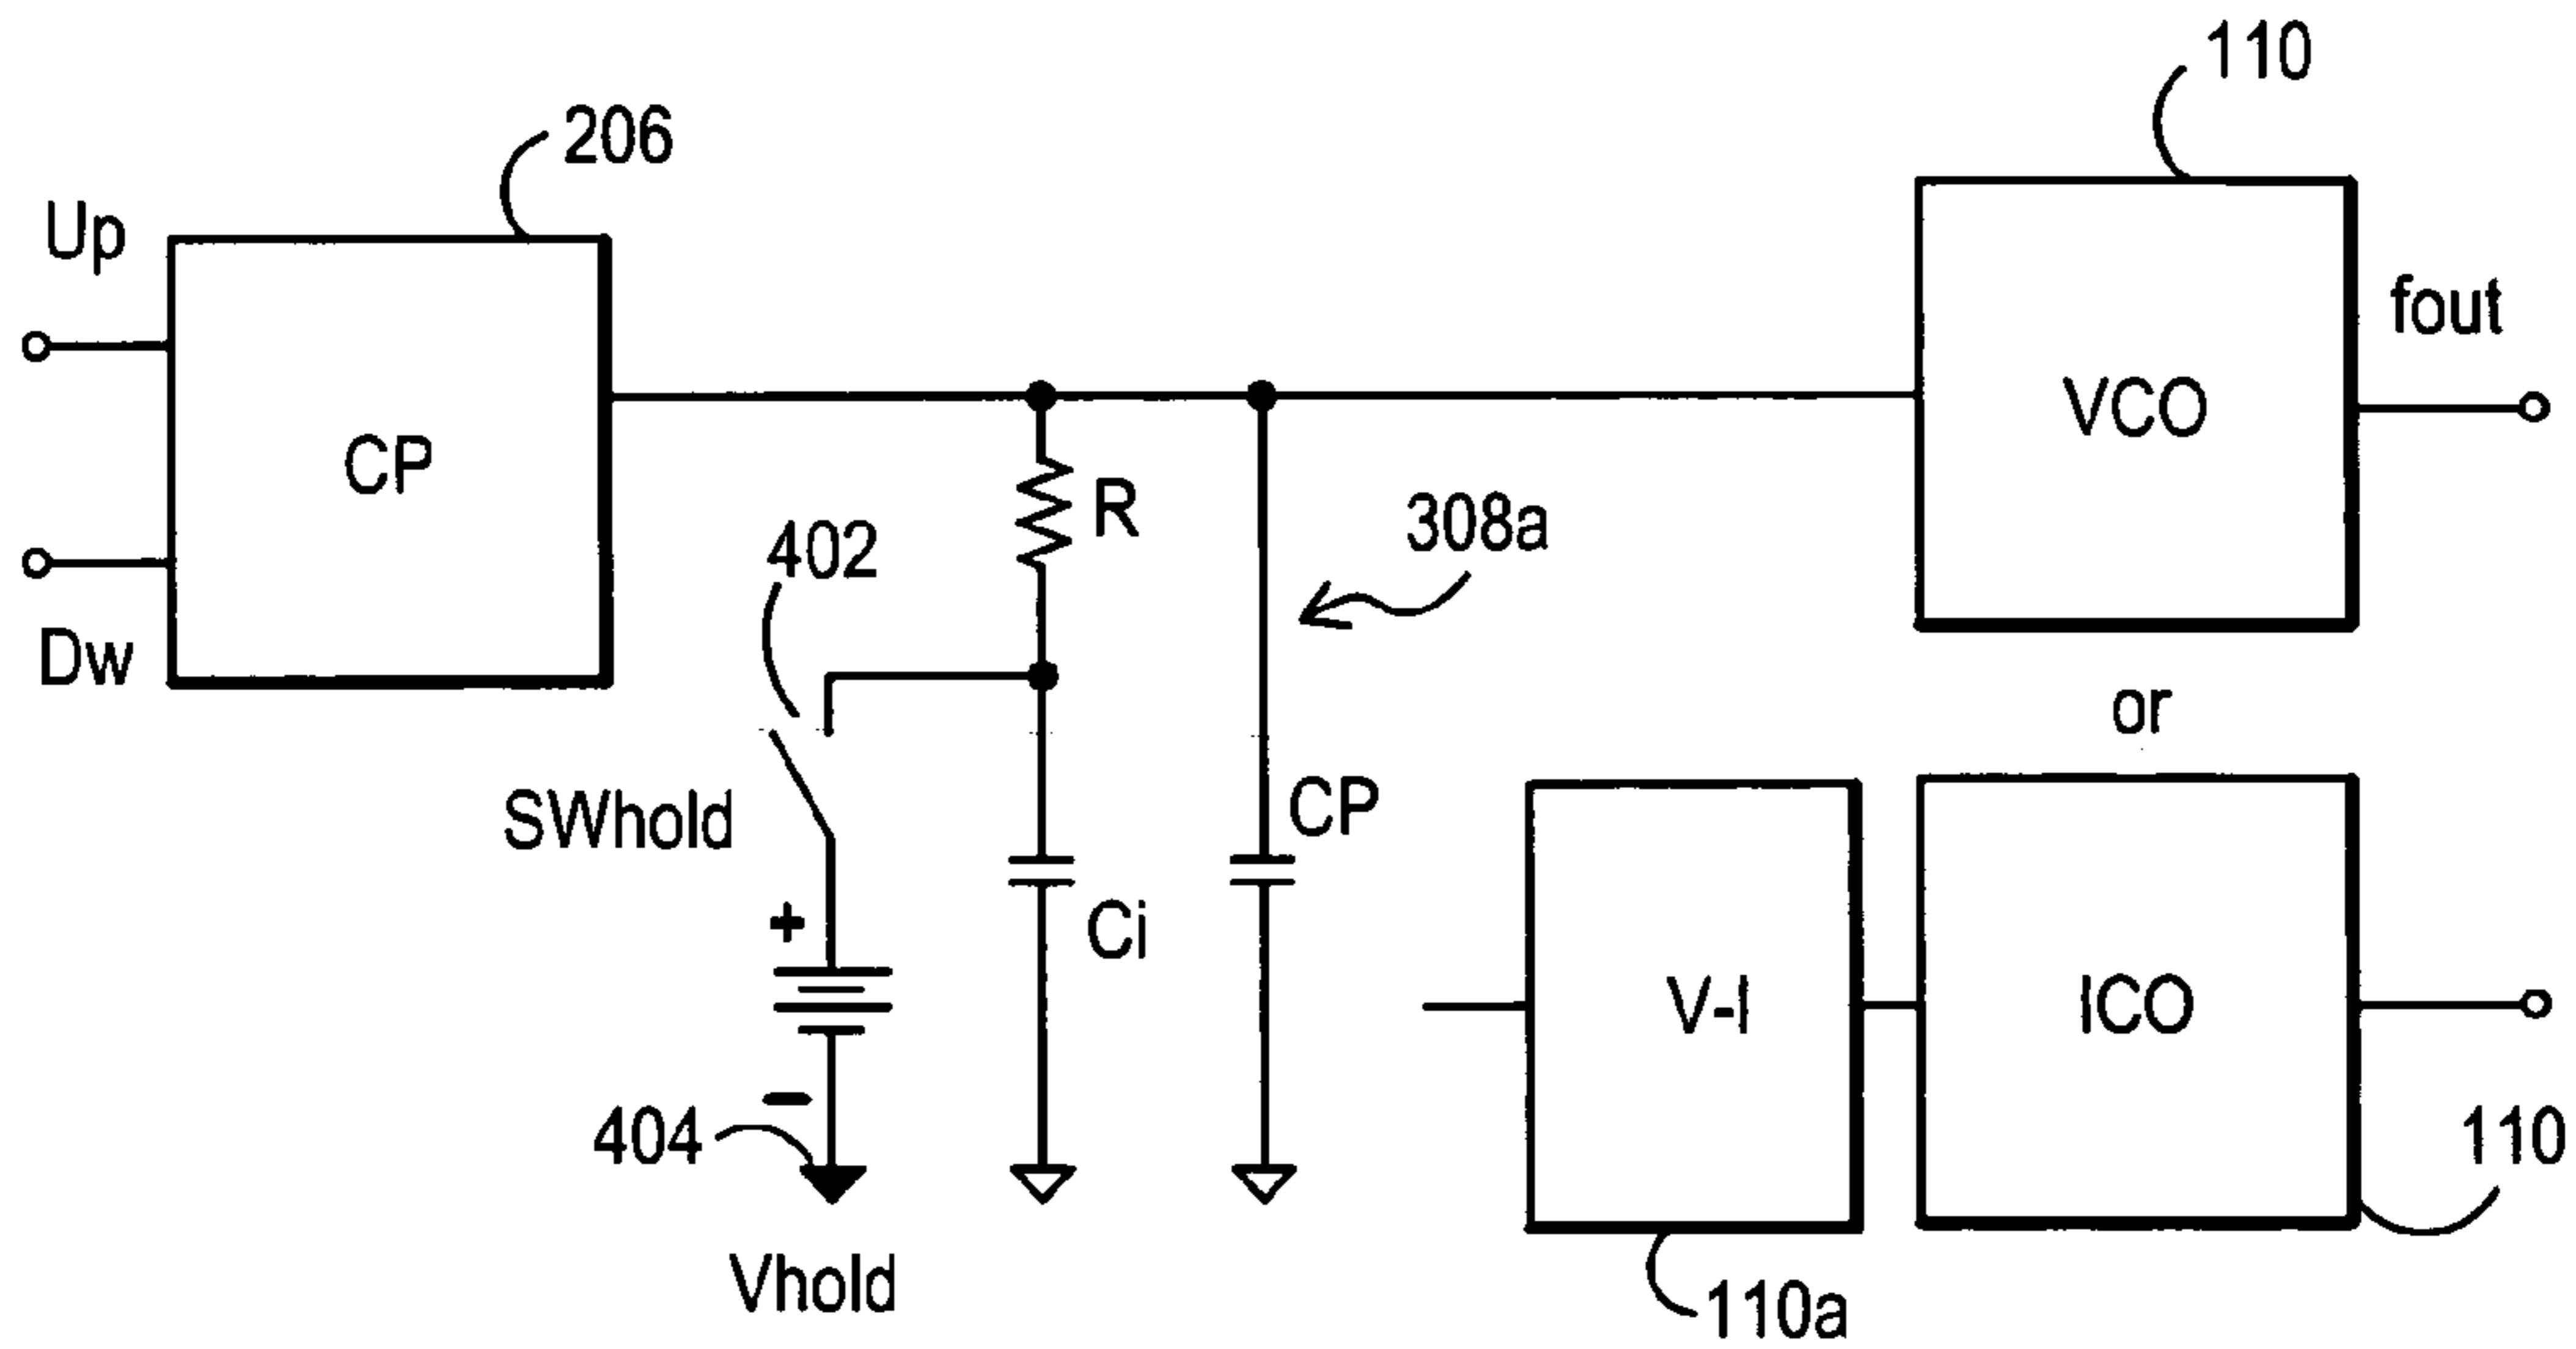 110
206
Up
fout
CP
VCO
R
308a
402
Dw
or
SWhold
CP
Ci
+
V-I
ICO
-
404
110
Vhold
110a